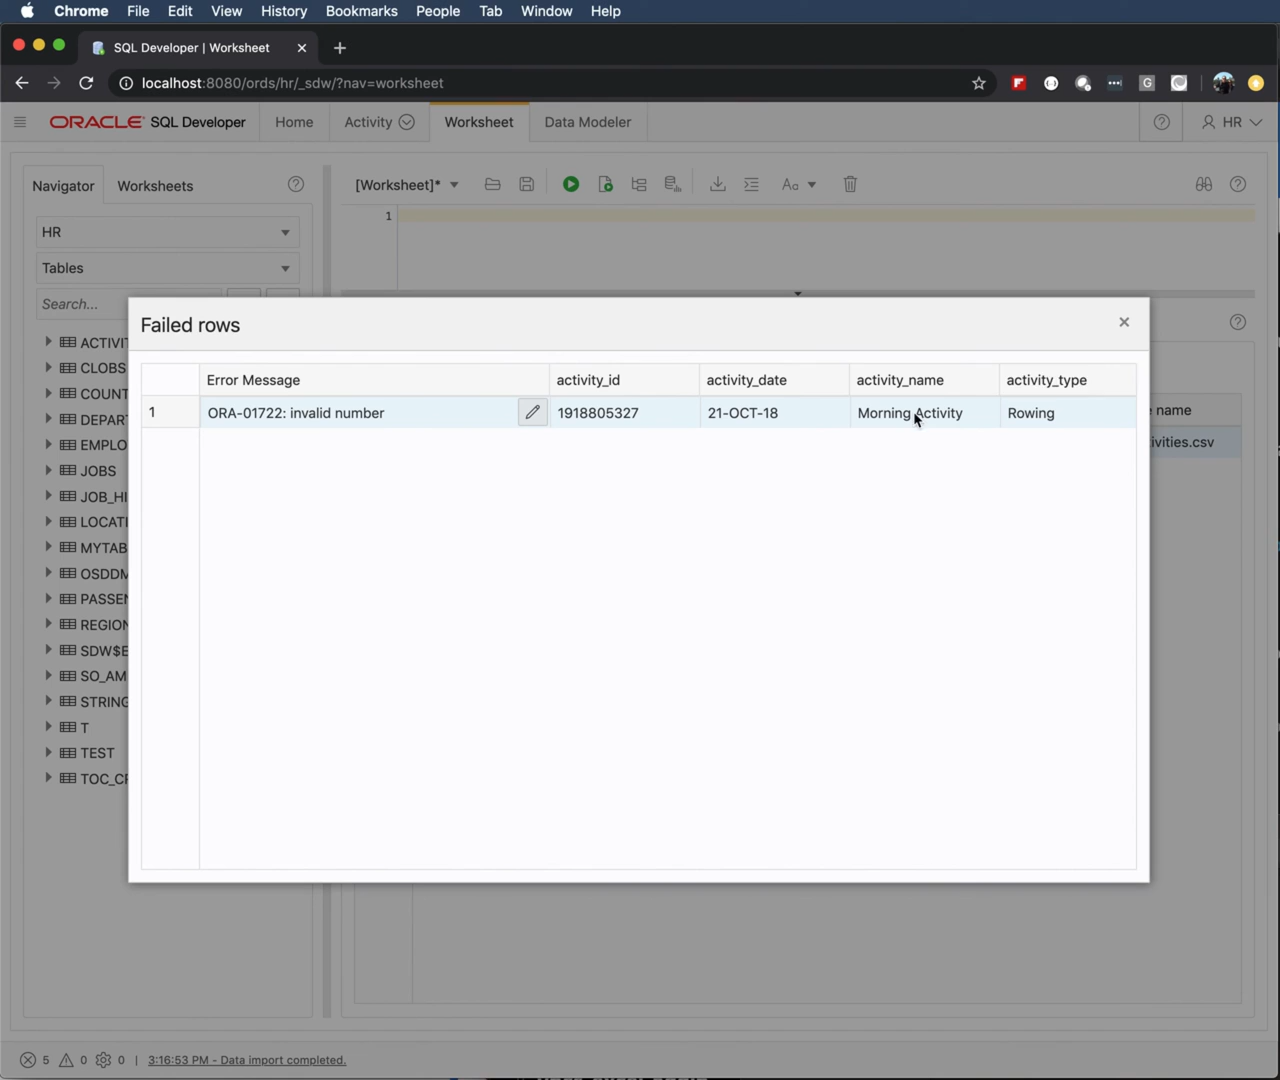 Chrome File Edit View History Bookmarks People Tab Window Help
SQL Developer | Worksheet
localhost:8080/ords/hr/_sdw/?nav=worksheet
ORACLE SQL Developer Home Activity Worksheet Data Modeler HR
Navigator Worksheets [Worksheet]* Aa
1
HR
Tables
Search...
Failed rows
Error Message activity_id activity_date activity_name activity_type
1 ORA-01722: invalid number 1918805327 21-OCT-18 Morning Activity Rowing
name
ivities.csv
ACTIVIT
CLOBS
COUNT
DEPAR
EMPLO
JOBS
JOB_HI
LOCATI
MYTAB
OSDDM
PASSEN
REGION
SDW$E
SO_AM
STRING
T
TEST
TOC_CR
5 0 0 | 3:16:53 PM - Data import completed.